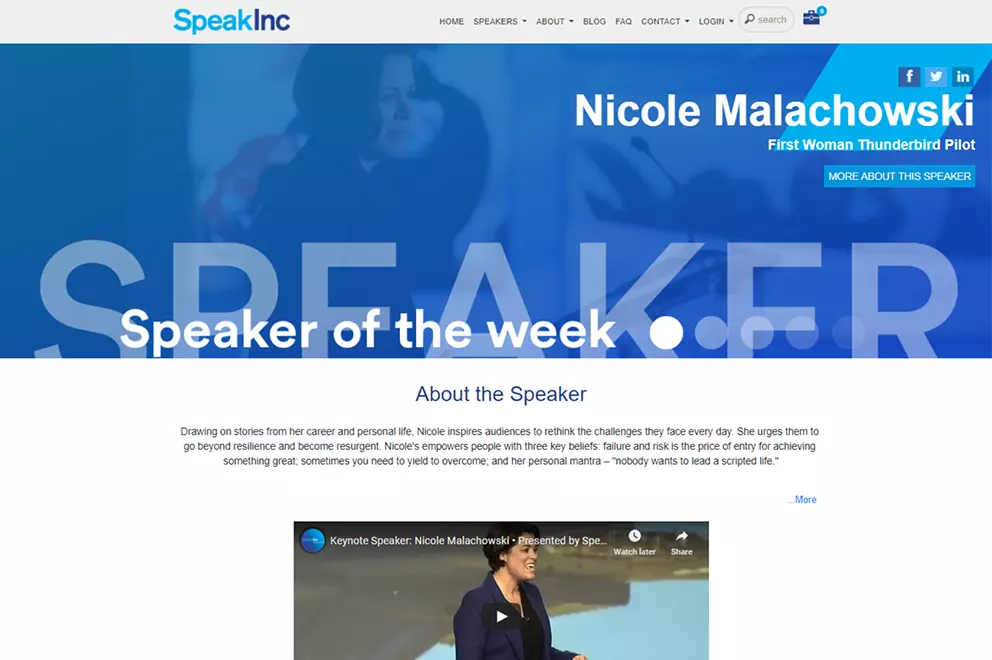 SpeakInc
HOME SPEAKERS ABOUT BLOG FAQ CONTACT LOGIN search 0
Nicole Malachowski
First Woman Thunderbird Pilot
MORE ABOUT THIS SPEAKER
SPEAKER
Speaker of the week
About the Speaker
Drawing on stories from her career and personal life, Nicole inspires audiences to rethink the challenges they face every day. She urges them to
go beyond resilience and become resurgent. Nicole's empowers people with three key beliefs: failure and risk is the price of entry for achieving
something great; sometimes you need to yield to overcome; and her personal mantra – "nobody wants to lead a scripted life."
...More
Keynote Speaker: Nicole Malachowski • Presented by Spe...
Watch later Share